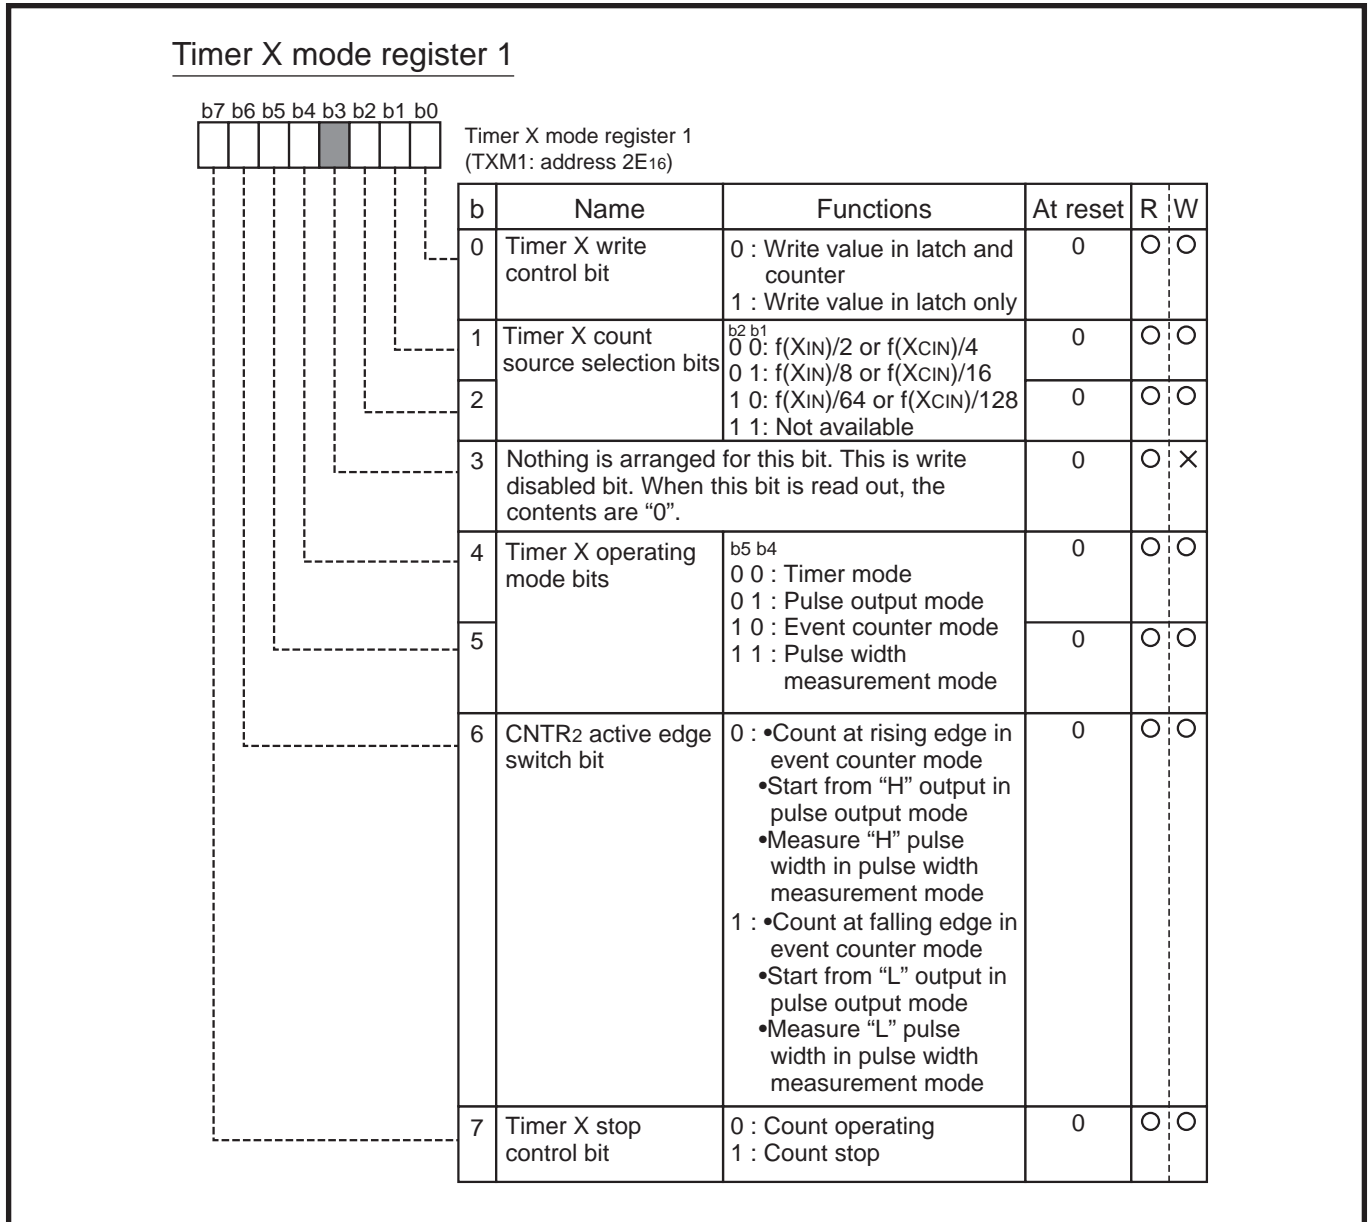 Timer X mode register 1
b7 b6 b5 b4 b3 b2 b1 b0
Timer X mode register 1
(TXM1: address 2E16)
b Name Functions At reset R W
0 Timer X write control bit
0 : Write value in latch and
counter
1 : Write value in latch only
0 O O
1 Timer X count
source selection bits
b2 b1
0 0: f(XIN)/2 or f(XCIN)/4
0 1: f(XIN)/8 or f(XCIN)/16
1 0: f(XIN)/64 or f(XCIN)/128
1 1: Not available
0 O O
2
0 O O
3 Nothing is arranged for this bit. This is write
disabled bit. When this bit is read out, the
contents are “0”.
0 O ×
4 Timer X operating
mode bits
b5 b4
0 0 : Timer mode
0 1 : Pulse output mode
1 0 : Event counter mode
1 1 : Pulse width
measurement mode
0 O O
5
0 O O
6 CNTR2 active edge
switch bit
0 : •Count at rising edge in
event counter mode
•Start from “H” output in
pulse output mode
•Measure “H” pulse
width in pulse width
measurement mode
1 : •Count at falling edge in
event counter mode
•Start from “L” output in
pulse output mode
•Measure “L” pulse
width in pulse width
measurement mode
0 O O
7 Timer X stop
control bit
0 : Count operating
1 : Count stop
0 O O